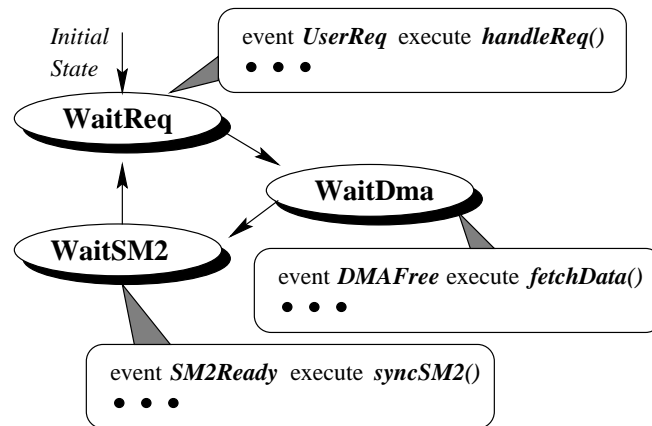 Initial
State
event UserReq execute handleReq()
• • •
WaitReq
WaitDma
WaitSM2
event DMAFree execute fetchData()
• • •
event SM2Ready execute syncSM2()
• • •